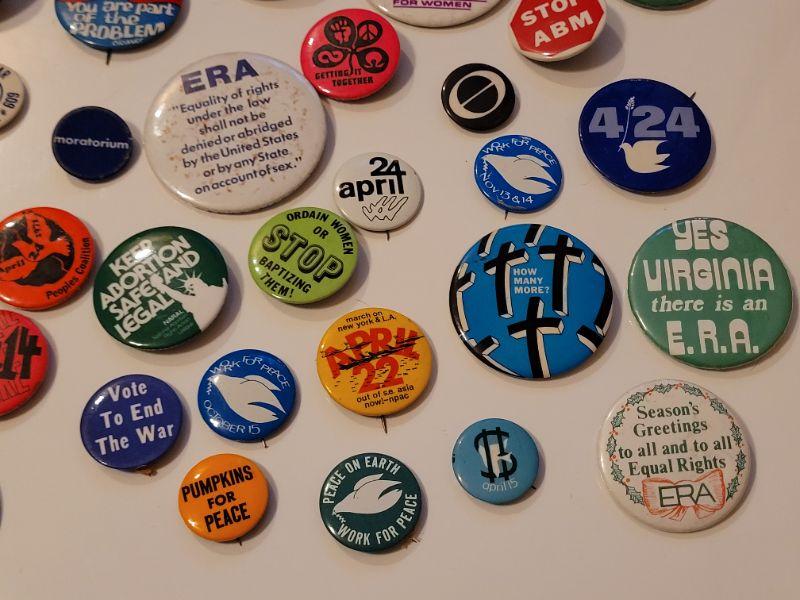 You are part
of the
PROBLEM
FOR WOMEN
STOP
ABM
GETTING IT
TOGETHER
609
moratorium
ERA
"Equality of rights
under the law
shall not be
denied or abridged
by the United States
or by any State
on account of sex."
24
april
WORK FOR PEACE
NOV 13 & 14
4 24
April 24
Peoples Coalition
KEEP
ABORTION
SAFE AND
LEGAL
NARAL
ORDAIN WOMEN
OR
STOP
BAPTIZING
THEM!
HOW
MANY
MORE?
YES
VIRGINIA
there is an
E.R.A.
14
march on
new york & L.A.
APRIL
22
out of s.e. asia
now!-npac
Vote
To End
The War
WORK FOR PEACE
OCTOBER 15
Season's
Greetings
to all and to all
Equal Rights
ERA
PUMPKINS
FOR
PEACE
PEACE ON EARTH
WORK FOR PEACE
$
april 15